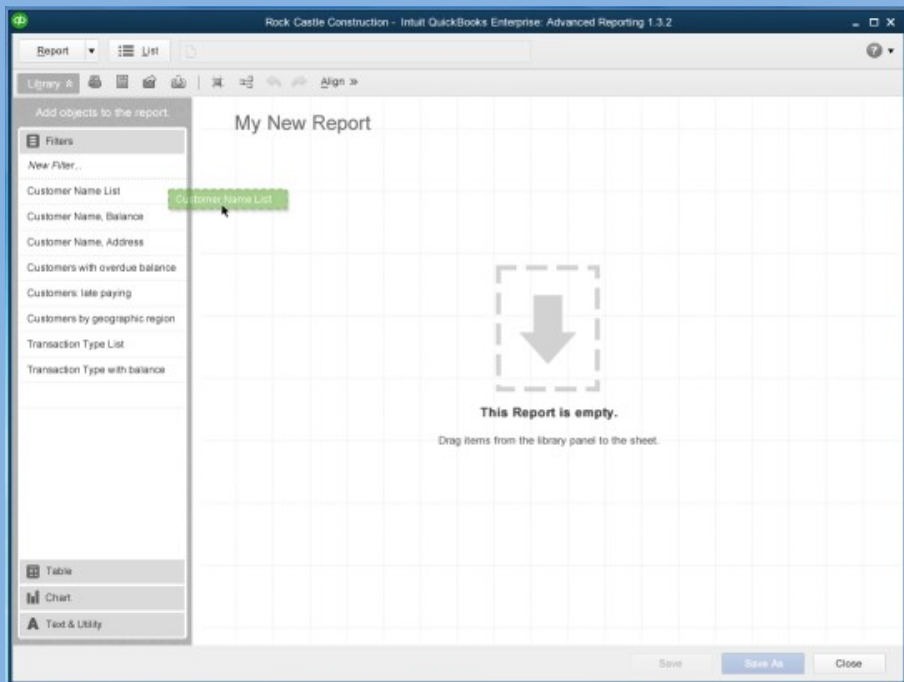 qb
Rock Castle Construction - Intuit QuickBooks Enterprise: Advanced Reporting 1.3.2
Report List
Library Align »
Add objects to the report
My New Report
Filters
New Filter...
Customer Name List
Customer Name List
Customer Name, Balance
Customer Name, Address
Customers with overdue balance
Customers: late paying
Customers by geographic region
Transaction Type List
Transaction Type with balance
This Report is empty.
Drag items from the library panel to the sheet.
Table
Chart
A Text & Utility
Save Save As Close